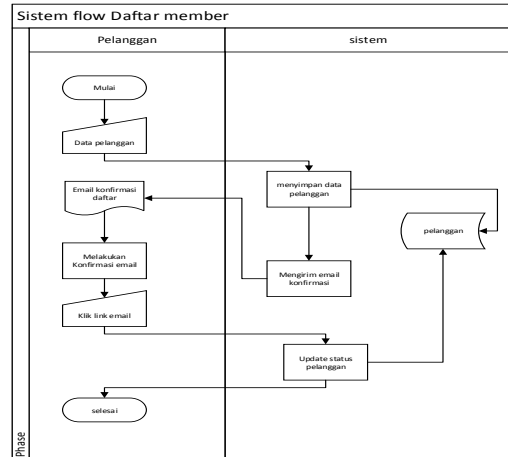 Sistem flow Daftar member
Pelanggan
sistem
Mulai
Data pelanggan
menyimpan data
pelanggan
Email konfirmasi
daftar
pelanggan
Melakukan
Konfirmasi email
Mengirim email
konfirmasi
Klik link email
Update status
pelanggan
selesai
Phase